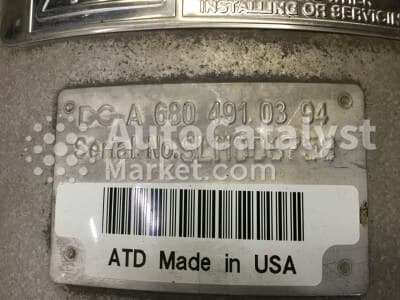 INSTALLING OR SERVICIN
DC A 680 491 03/94
AutoCatalyst
Market.com
Serial No.
ATD Made in USA